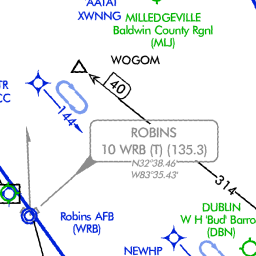 AATAT
XWNNG
MILLEDGEVILLE
Baldwin County Rgnl
(MLJ)
WOGOM
TR
CC
40
144
ROBINS
10 WRB (T) (135.3)
N32°38.46
W83°35.43'
314
Robins AFB
(WRB)
DUBLIN
W H 'Bud' Barro
(DBN)
NEWHP